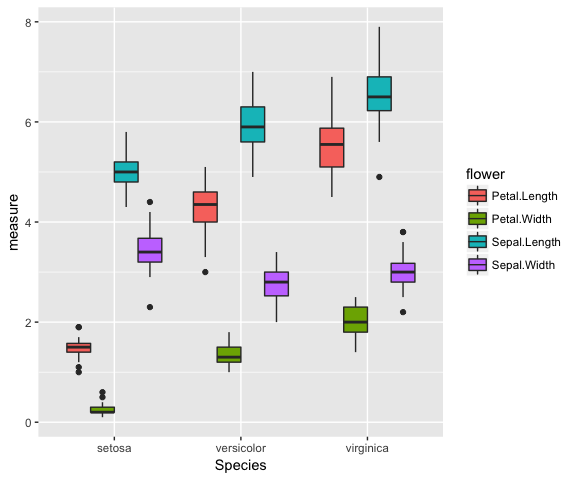 8
6
4
2
0
measure
setosa
versicolor
virginica
Species
flower
Petal.Length
Petal.Width
Sepal.Length
Sepal.Width